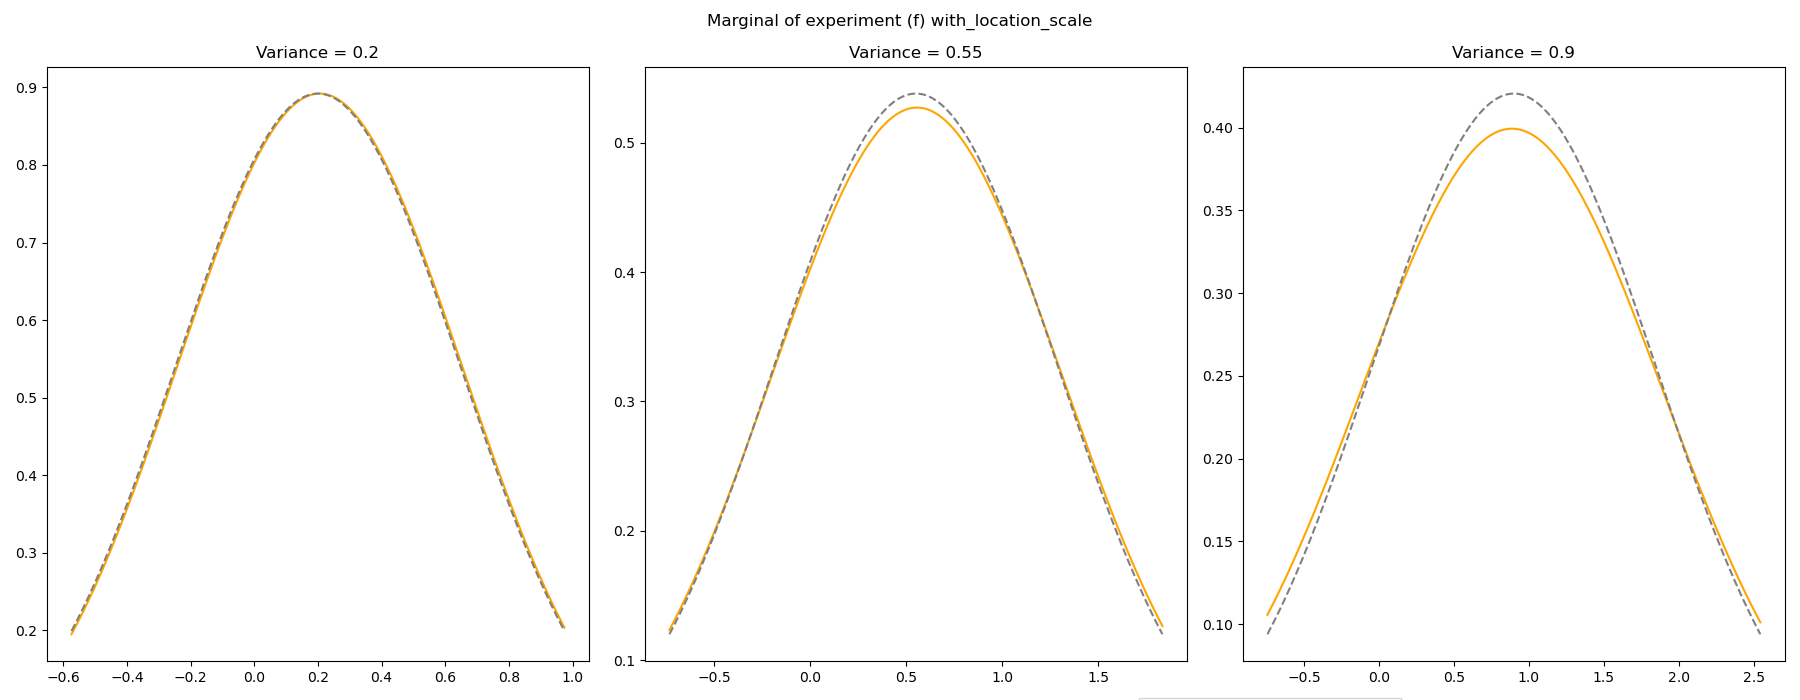 Marginal of experiment (f) with_location_scale
Variance = 0.2
0.9
0.8
0.7
0.6
0.5
0.4
0.3
0.2
−0.6 −0.4 −0.2 0.0 0.2 0.4 0.6 0.8 1.0
Variance = 0.55
0.5
0.4
0.3
0.2
0.1
−0.5 0.0 0.5 1.0 1.5
Variance = 0.9
0.40
0.35
0.30
0.25
0.20
0.15
0.10
−0.5 0.0 0.5 1.0 1.5 2.0 2.5